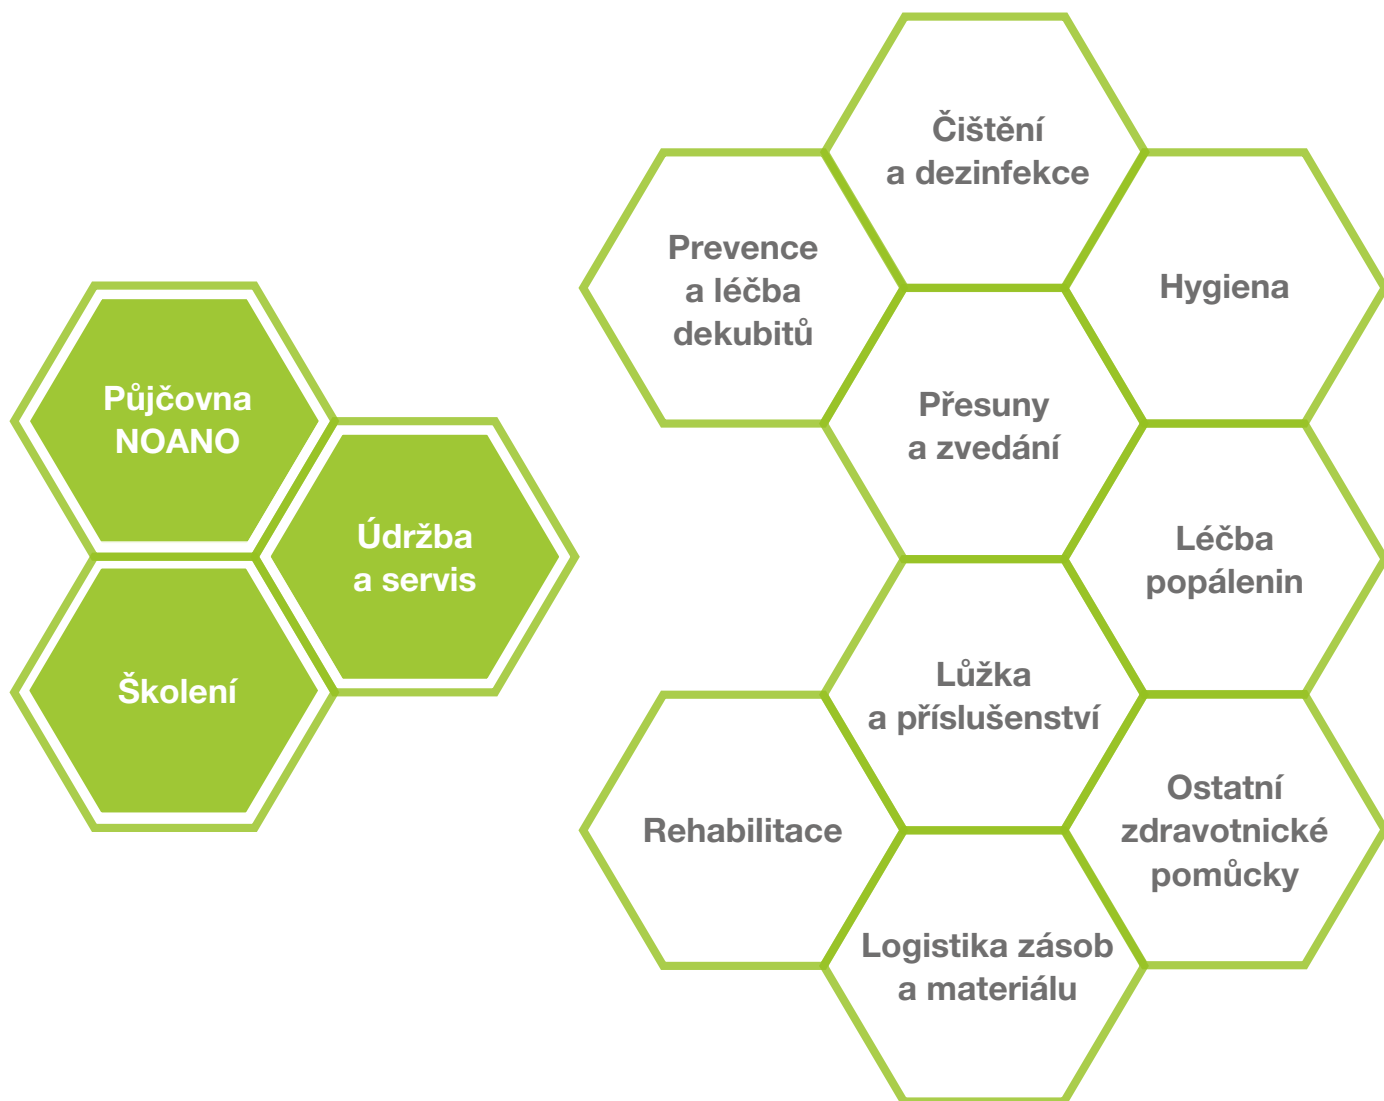 Půjčovna
NOANO
Údržba
a servis
Školení
Čištění
a dezinfekce
Prevence
a léčba
dekubitů
Hygiena
Přesuny
a zvedání
Léčba
popálenin
Lůžka
a příslušenství
Rehabilitace
Ostatní
zdravotnické
pomůcky
Logistika zásob
a materiálu